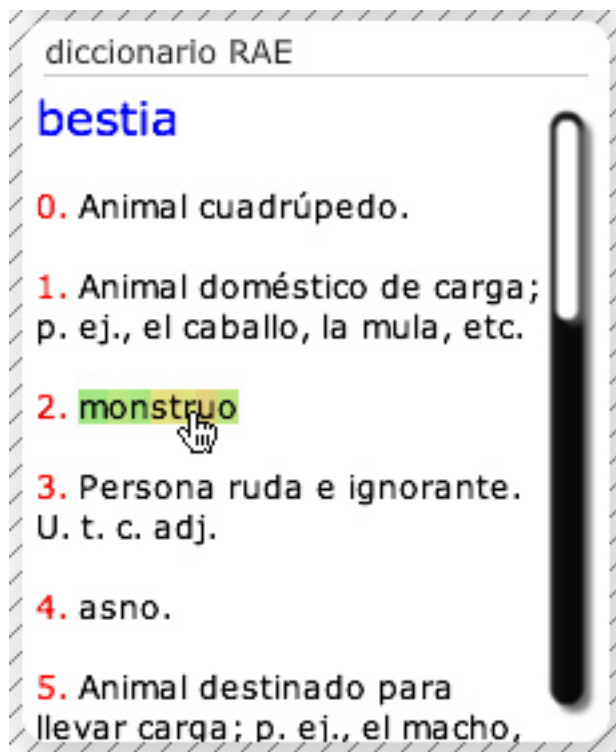 diccionario RAE
bestia
0. Animal cuadrúpedo.
1. Animal doméstico de carga;
p. ej., el caballo, la mula, etc.
2. monstruo
3. Persona ruda e ignorante.
U. t. c. adj.
4. asno.
5. Animal destinado para
llevar carga; p. ej., el macho,